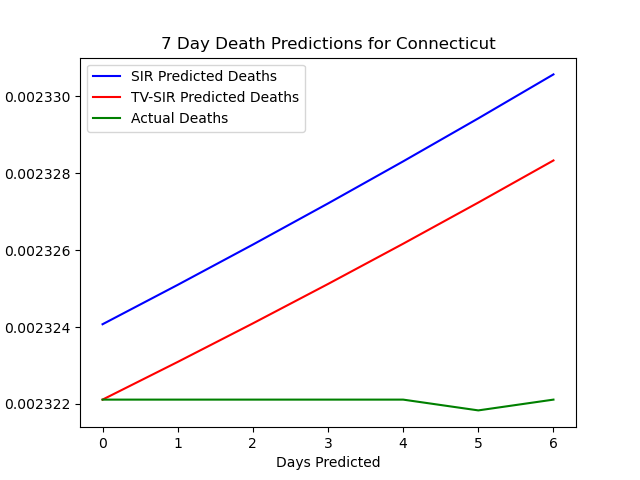 7 Day Death Predictions for Connecticut
SIR Predicted Deaths
TV-SIR Predicted Deaths
Actual Deaths
0.002330
0.002328
0.002326
0.002324
0.002322
0 1 2 3 4 5 6
Days Predicted